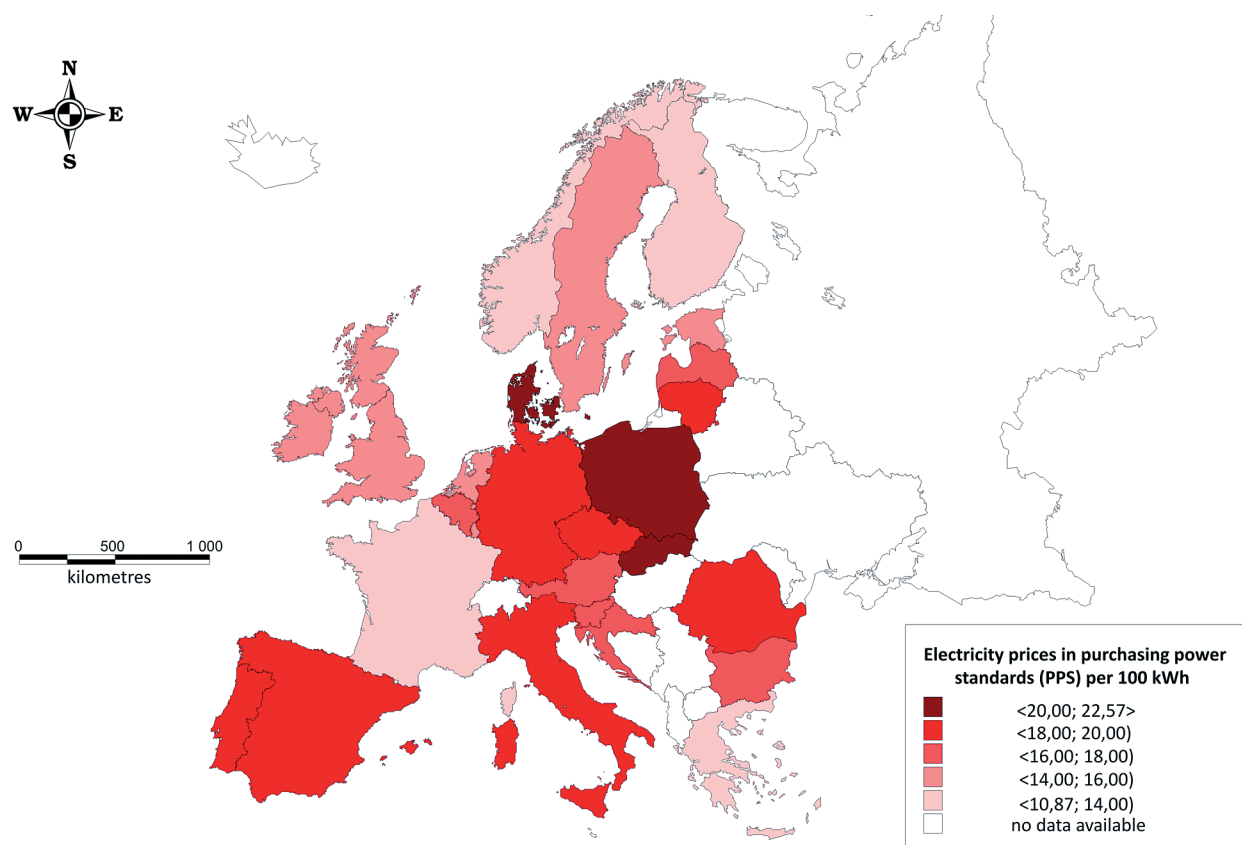 N
W E
S
0 500 1 000
kilometres
Electricity prices in purchasing power
standards (PPS) per 100 kWh
<20,00; 22,57>
<18,00; 20,00)
<16,00; 18,00)
<14,00; 16,00)
<10,87; 14,00)
no data available